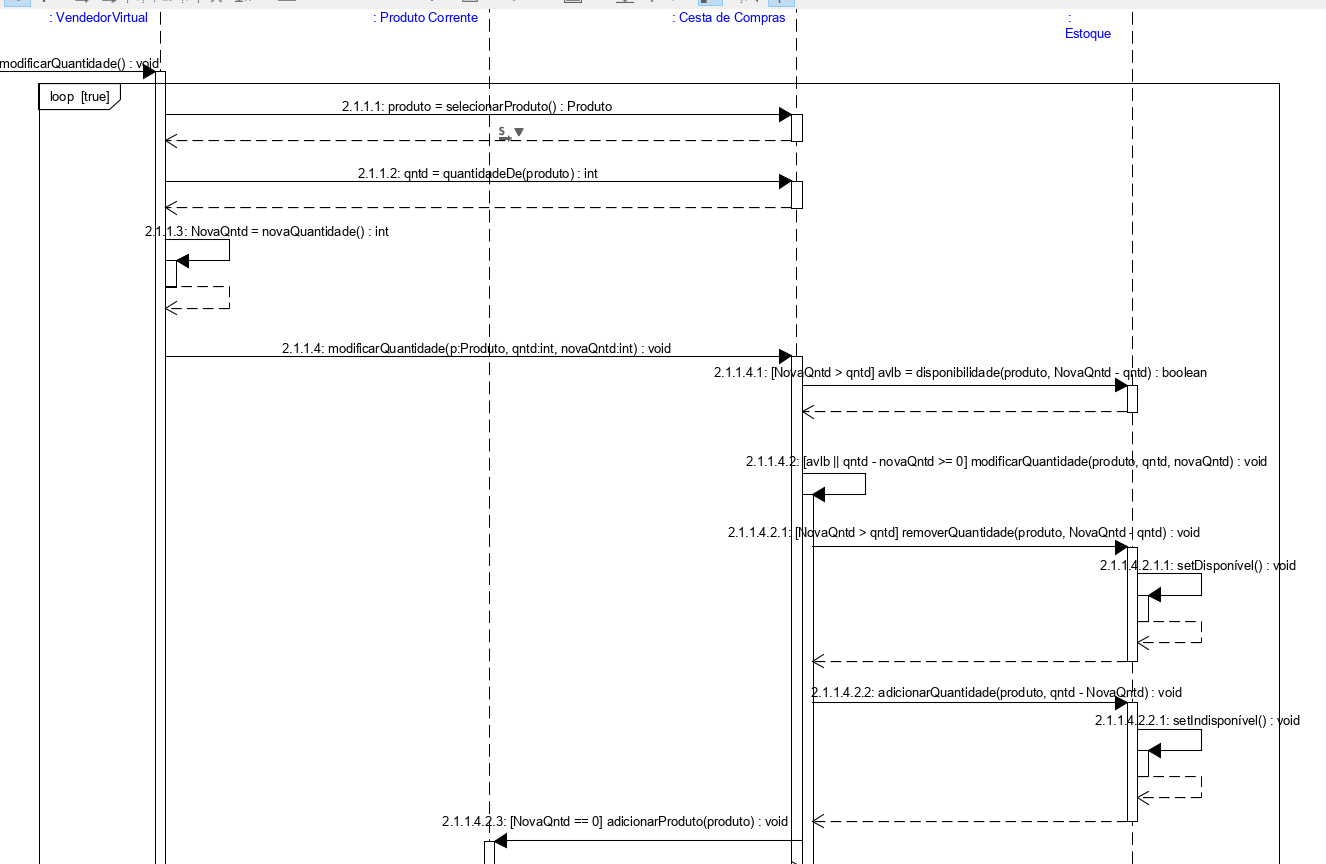 : VendedorVirtual
: Produto Corrente
: Cesta de Compras
:
Estoque
modificarQuantidade() : void
loop [true]
2.1.1.1: produto = selecionarProduto() : Produto
S
2.1.1.2: qntd = quantidadeDe(produto) : int
2.1.1.3: NovaQntd = novaQuantidade() : int
2.1.1.4: modificarQuantidade(p:Produto, qntd:int, novaQntd:int) : void
2.1.1.4.1: [NovaQntd > qntd] avlb = disponibilidade(produto, NovaQntd - qntd) : boolean
2.1.1.4.2: [avlb || qntd - novaQntd >= 0] modificarQuantidade(produto, qntd, novaQntd) : void
2.1.1.4.2.1: [NovaQntd > qntd] removerQuantidade(produto, NovaQntd - qntd) : void
2.1.1.4.2.1.1: setDisponível() : void
2.1.1.4.2.2: adicionarQuantidade(produto, qntd - NovaQntd) : void
2.1.1.4.2.2.1: setIndisponível() : void
2.1.1.4.2.3: [NovaQntd == 0] adicionarProduto(produto) : void